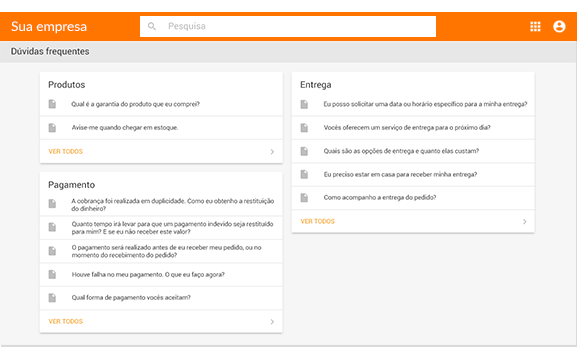 Sua empresa
Pesquisa
Dúvidas frequentes
Produtos
Qual é a garantia do produto que eu comprei?
Avise-me quando chegar em estoque.
VER TODOS
Pagamento
A cobrança foi realizada em duplicidade. Como eu obtenho a restituição
do dinheiro?
Quanto tempo irá levar para que um pagamento indevido seja restituído
para mim? E se eu não receber este valor?
O pagamento será realizado antes de eu receber meu pedido, ou no
momento do recebimento do pedido?
Houve falha no meu pagamento. O que eu faço agora?
Qual forma de pagamento vocês aceitam?
VER TODOS
Entrega
Eu posso solicitar uma data ou horário específico para a minha entrega?
Vocês oferecem um serviço de entrega para o próximo dia?
Quais são as opções de entrega e quanto elas custam?
Eu preciso estar em casa para receber minha entrega?
Como acompanho a entrega do pedido?
VER TODOS